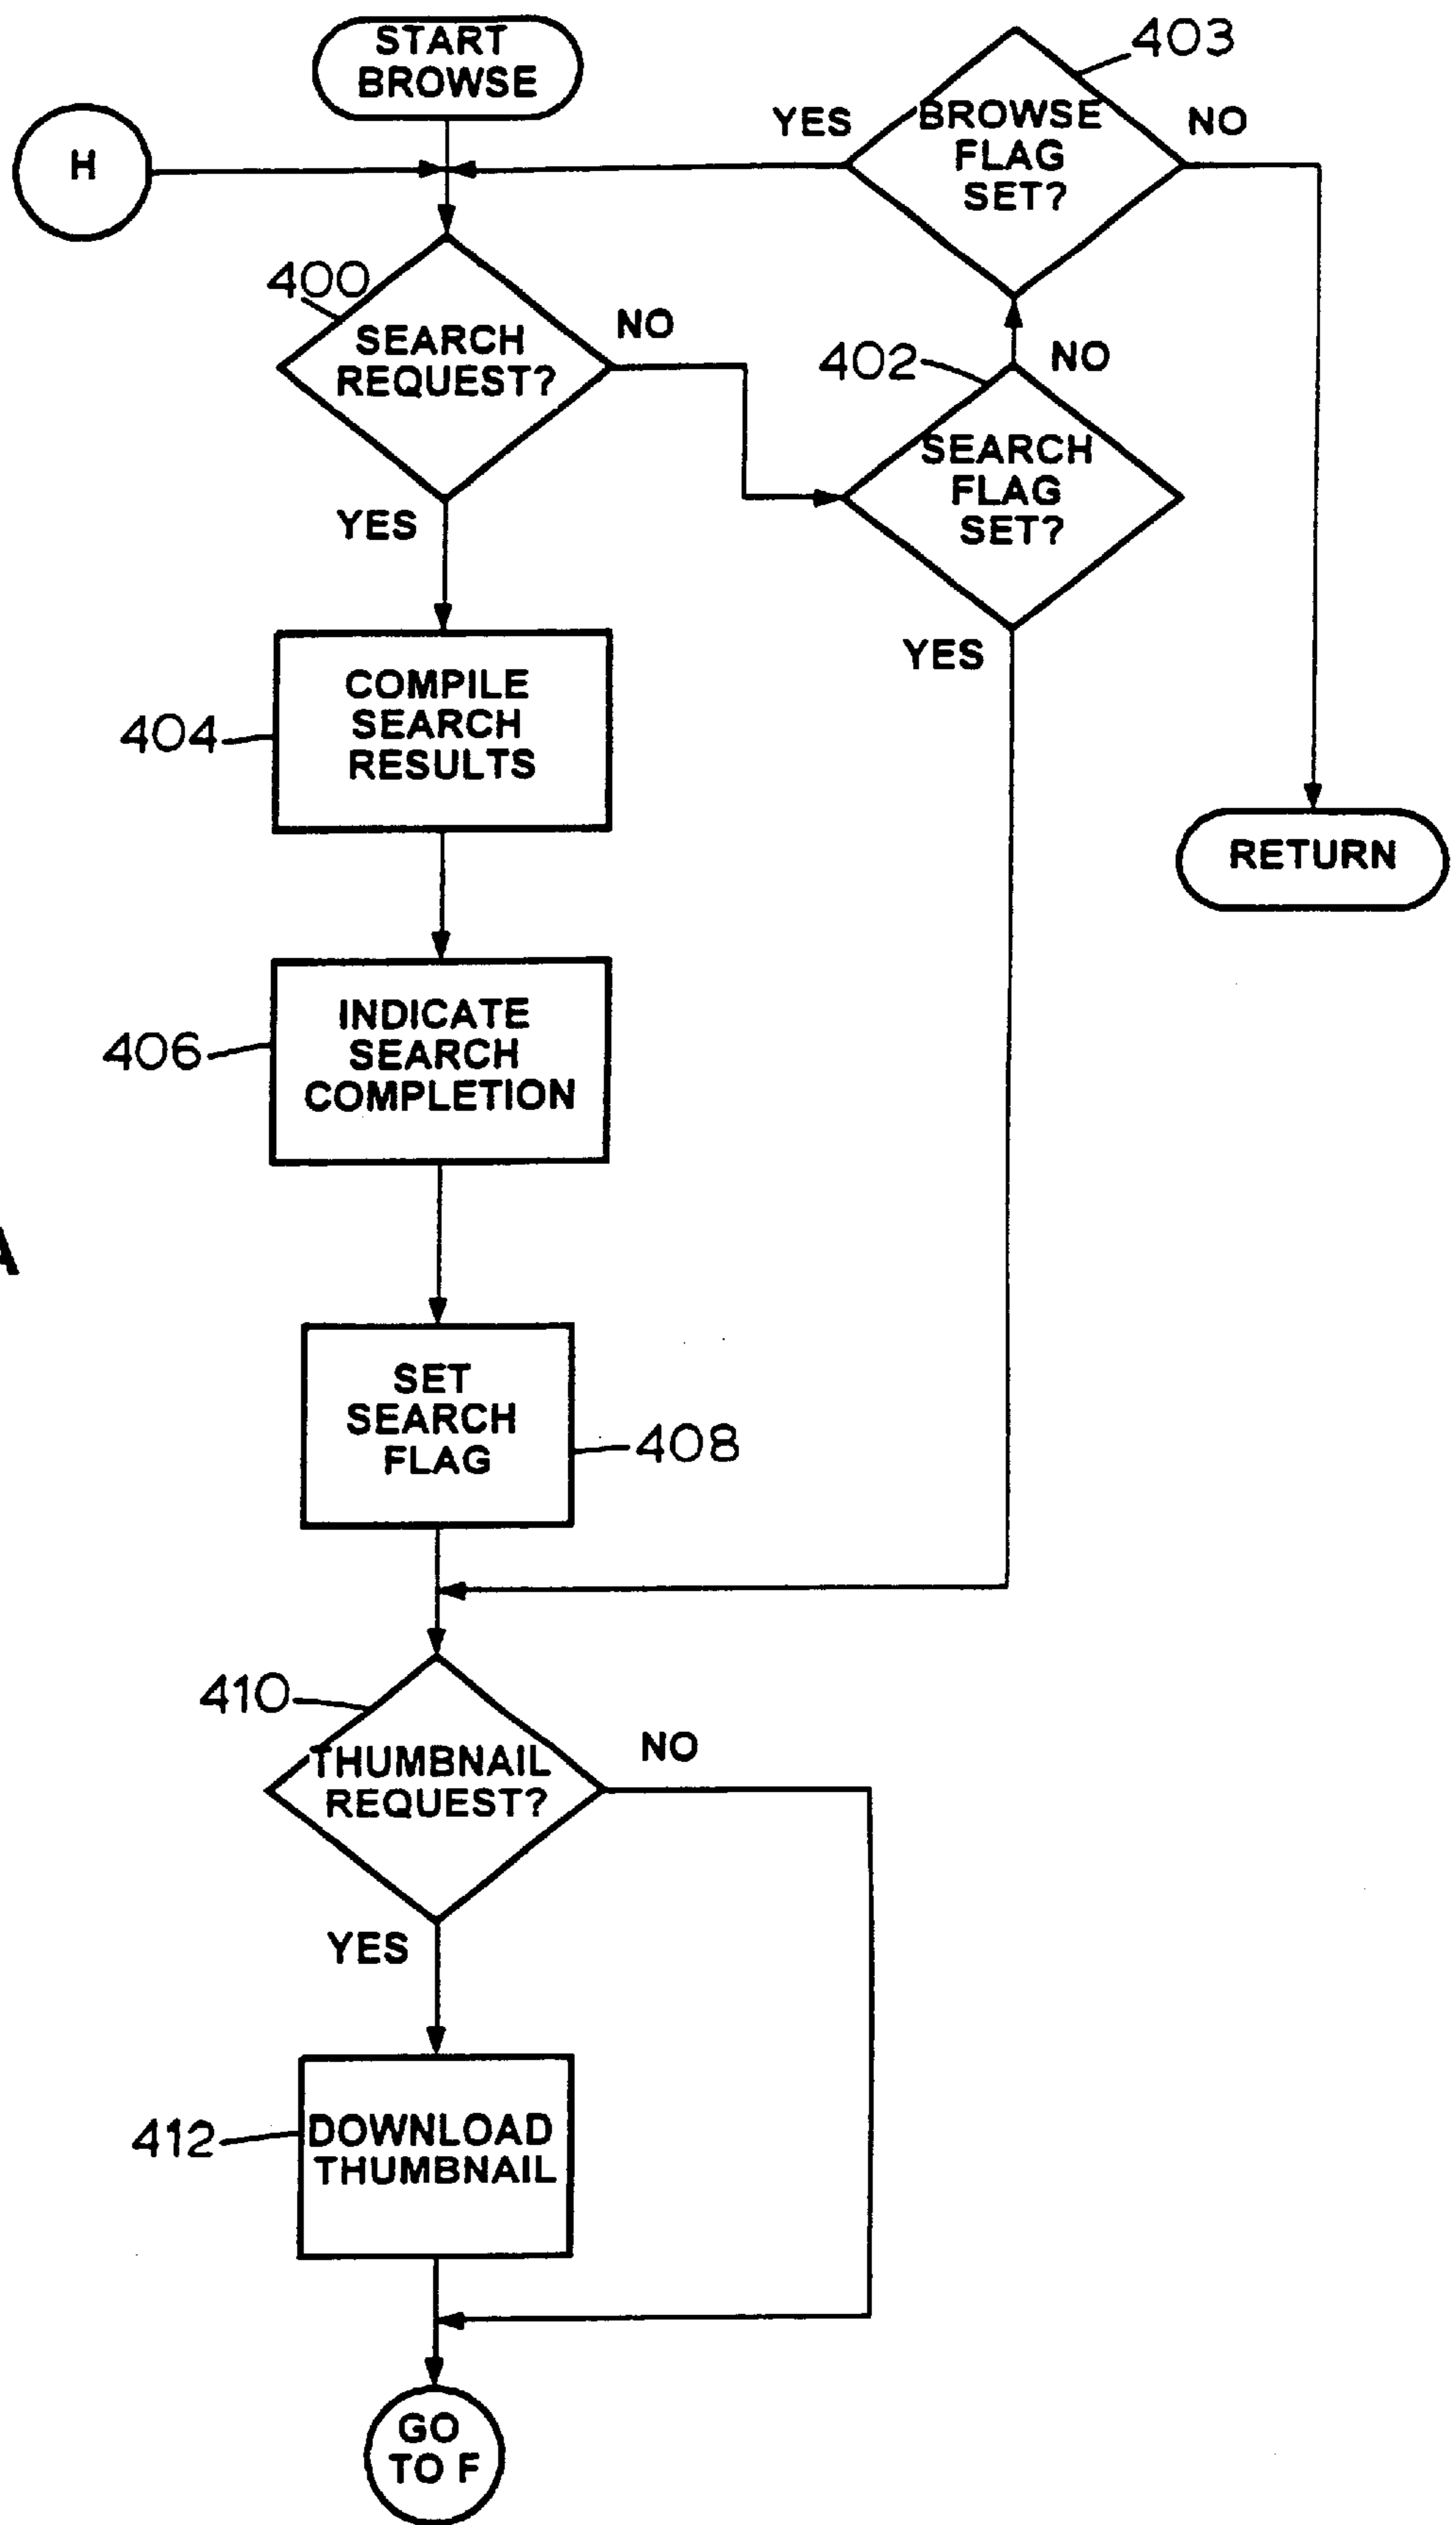 START
BROWSE
403
H
YES
BROWSE
FLAG
SET?
NO
400
SEARCH
REQUEST?
NO
402
NO
SEARCH
FLAG
SET?
YES
YES
COMPILE
SEARCH
RESULTS
404
RETURN
INDICATE
SEARCH
COMPLETION
406
A
SET
SEARCH
FLAG
408
410
THUMBNAIL
REQUEST?
NO
YES
DOWNLOAD
THUMBNAIL
412
GO
TO F